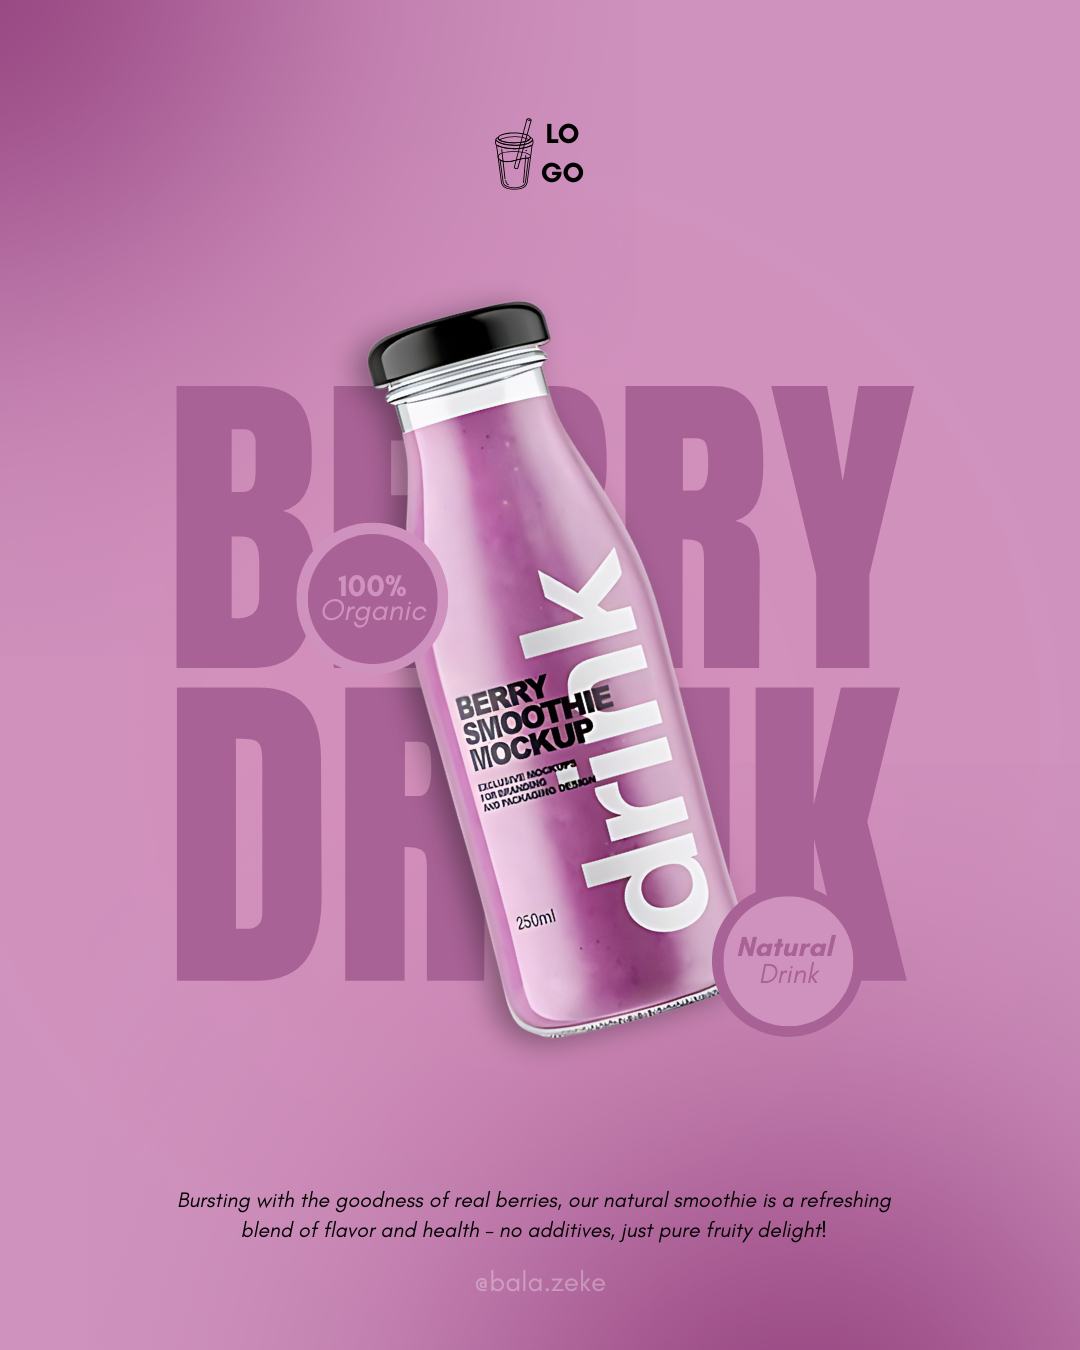 LO
GO
BERRY
DRINK
100%
Organic
drink
BERRY
SMOOTHIE
MOCKUP
EXCLUSIVE MOCKUPS
FOR BRANDING
AND PACKAGING DESIGN
250ml
Natural
Drink
Bursting with the goodness of real berries, our natural smoothie is a refreshing
blend of flavor and health – no additives, just pure fruity delight!
@bala.zeke